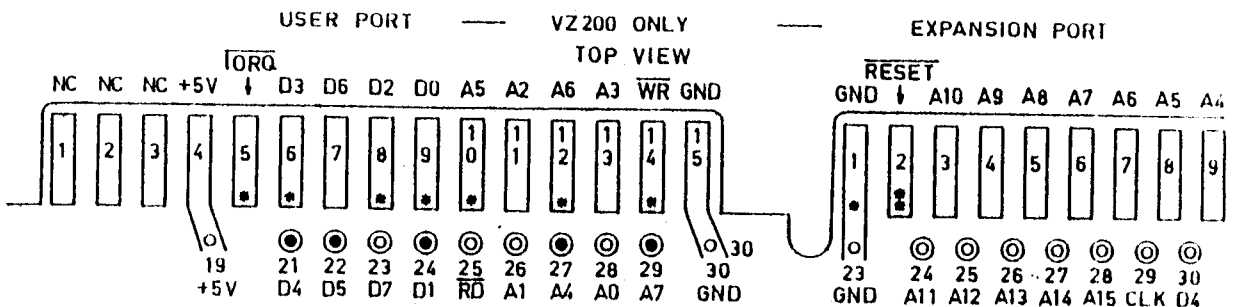 USER PORT — VZ200 ONLY — EXPANSION PORT
TOP VIEW
IORQ RESET
NC NC NC +5V D3 D6 D2 D0 A5 A2 A6 A3 WR GND GND A10 A9 A8 A7 A6 A5 A4
1 2 3 4 5 6 7 8 9 10 11 12 13 14 15 1 2 3 4 5 6 7 8 9
* * * * * * * * **
30
19 21 22 23 24 25 26 27 28 29 30 23 24 25 26 27 28 29 30
+5V D4 D5 D7 D1 RD A1 A4 A0 A7 GND GND A11 A12 A13 A14 A15 CLK D4